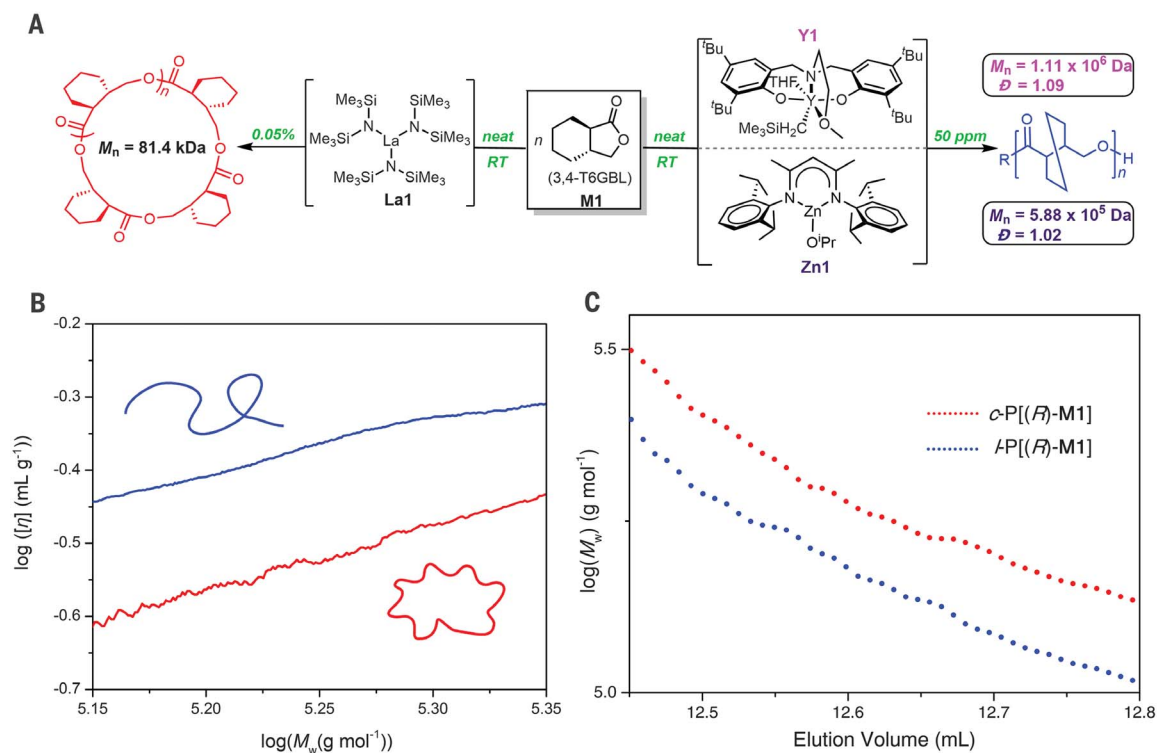 A
O
O
O
n
O
O
O
O
O
M_n = 81.4 kDa
0.05%
Me3Si
SiMe3
Me3Si
N
N
SiMe3
La
N
Me3Si
SiMe3
Me3Si
SiMe3
La1
neat
RT
n
O
O
(3,4-T6GBL)
M1
neat
RT
Y1
tBu
tBu
N
THF
Y
O
O
tBu
tBu
Me3SiH2C
O
N
N
Zn
OiPr
Zn1
50 ppm
M_n = 1.11 x 10^6 Da
Đ = 1.09
O
R
O
H
n
M_n = 5.88 x 10^5 Da
Đ = 1.02
B
-0.2
-0.3
-0.4
-0.5
-0.6
-0.7
log ([η] (mL g⁻¹))
5.15
5.20
5.25
5.30
5.35
log(M_w(g mol⁻¹)
C
5.5
5.0
log(M_w) (g mol⁻¹)
c-P[(R)-M1]
l-P[(R)-M1]
12.5
12.6
12.7
12.8
Elution Volume (mL)